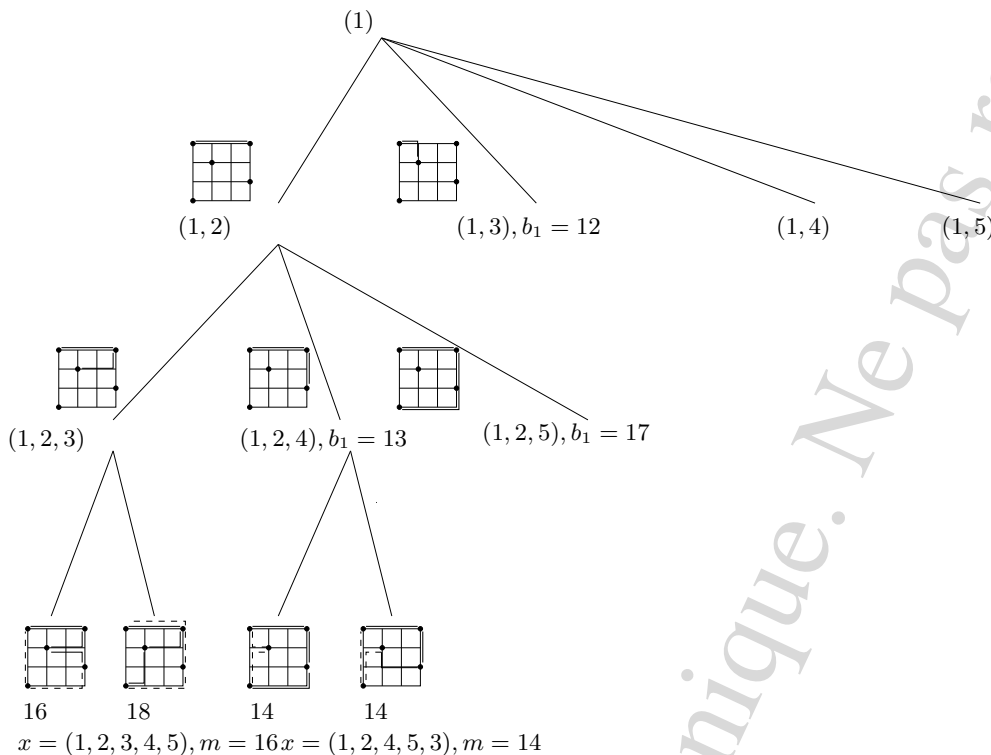 (1)
(1, 2)
(1, 3), b₁ = 12
(1, 4)
(1, 5)
(1, 2, 3)
(1, 2, 4), b₁ = 13
(1, 2, 5), b₁ = 17
16
18
14
14
x = (1, 2, 3, 4, 5), m = 16
x = (1, 2, 4, 5, 3), m = 14
nique. Ne pas